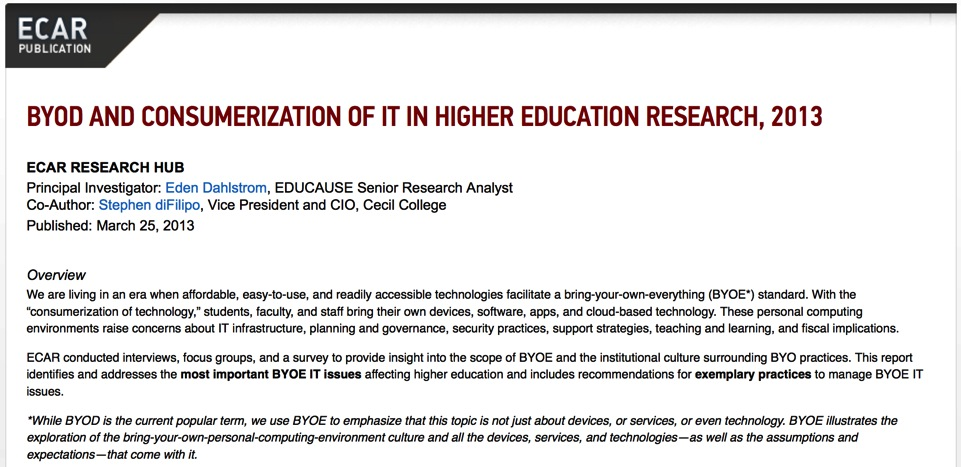 ECAR
PUBLICATION
BYOD AND CONSUMERIZATION OF IT IN HIGHER EDUCATION RESEARCH, 2013
ECAR RESEARCH HUB
Principal Investigator: Eden Dahlstrom, EDUCAUSE Senior Research Analyst
Co-Author: Stephen diFilipo, Vice President and CIO, Cecil College
Published: March 25, 2013
Overview
We are living in an era when affordable, easy-to-use, and readily accessible technologies facilitate a bring-your-own-everything (BYOE*) standard. With the
“consumerization of technology,” students, faculty, and staff bring their own devices, software, apps, and cloud-based technology. These personal computing
environments raise concerns about IT infrastructure, planning and governance, security practices, support strategies, teaching and learning, and fiscal implications.
ECAR conducted interviews, focus groups, and a survey to provide insight into the scope of BYOE and the institutional culture surrounding BYO practices. This report
identifies and addresses the most important BYOE IT issues affecting higher education and includes recommendations for exemplary practices to manage BYOE IT
issues.
*While BYOD is the current popular term, we use BYOE to emphasize that this topic is not just about devices, or services, or even technology. BYOE illustrates the
exploration of the bring-your-own-personal-computing-environment culture and all the devices, services, and technologies—as well as the assumptions and
expectations—that come with it.